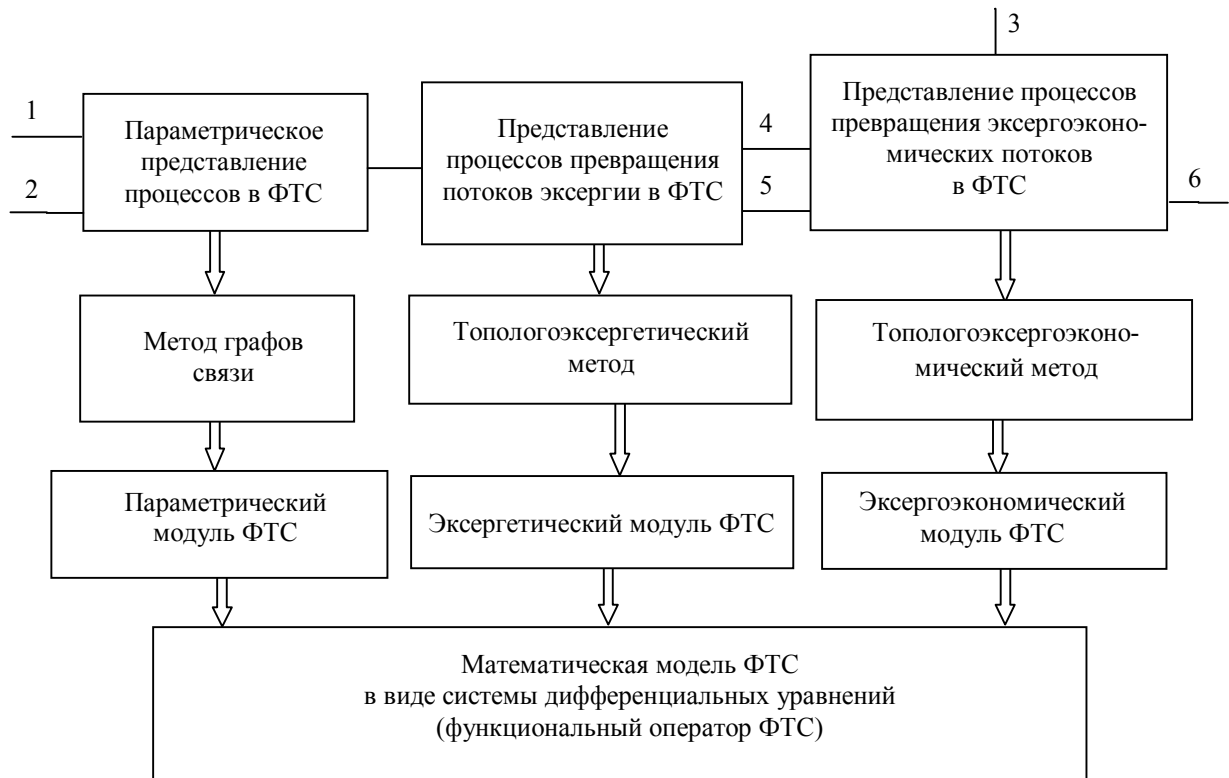 3
1
Параметрическое
представление
процессов в ФТС
2
Представление
процессов превращения
потоков эксергии в ФТС
4
5
Представление процессов
превращения эксергоэконо-
мических потоков
в ФТС
6
Метод графов
связи
Топологоэксергетический
метод
Топологоэксергоэконо-
мический метод
Параметрический
модуль ФТС
Эксергетический модуль ФТС
Эксергоэкономический
модуль ФТС
Математическая модель ФТС
в виде системы дифференциальных уравнений
(функциональный оператор ФТС)